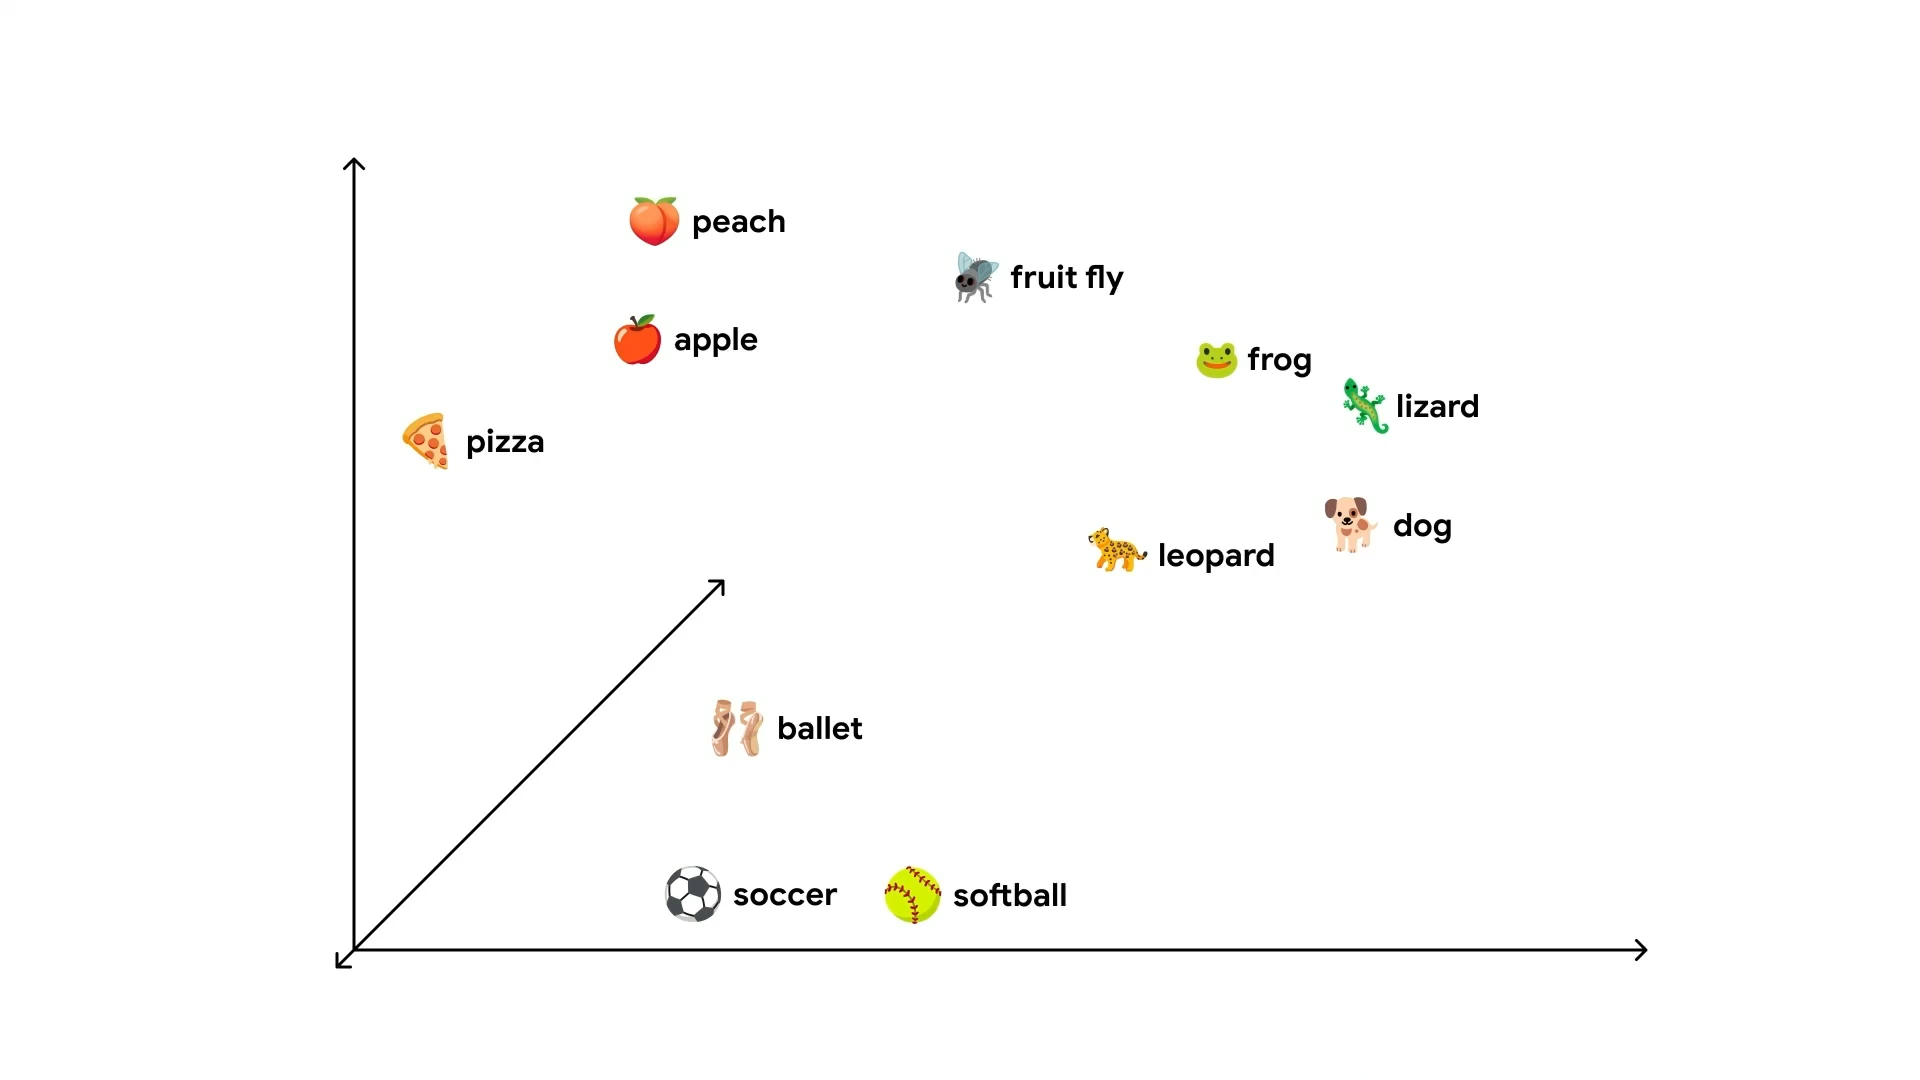 peach
fruit fly
apple
frog
lizard
pizza
dog
leopard
ballet
soccer
softball